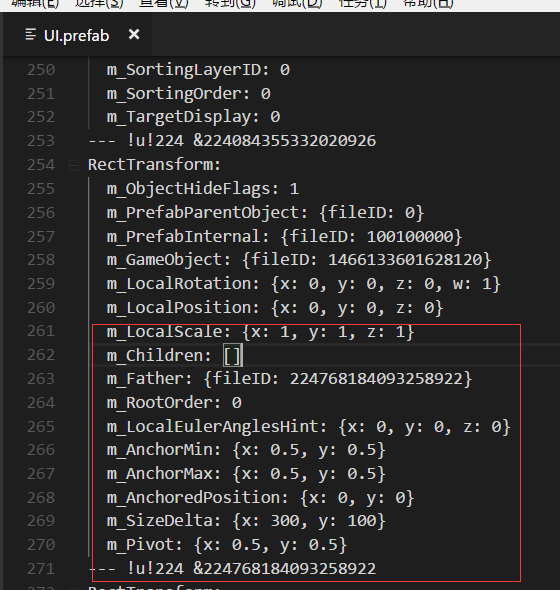 编辑(E) 选择(S) 查看(V) 转到(G) 调试(D) 任务(T) 帮助(H)
UI.prefab ×
250 m_SortingLayerID: 0
251 m_SortingOrder: 0
252 m_TargetDisplay: 0
253 --- !u!224 &224084355332020926
254 RectTransform:
255 m_ObjectHideFlags: 1
256 m_PrefabParentObject: {fileID: 0}
257 m_PrefabInternal: {fileID: 100100000}
258 m_GameObject: {fileID: 1466133601628120}
259 m_LocalRotation: {x: 0, y: 0, z: 0, w: 1}
260 m_LocalPosition: {x: 0, y: 0, z: 0}
261 m_LocalScale: {x: 1, y: 1, z: 1}
262 m_Children: []
263 m_Father: {fileID: 224768184093258922}
264 m_RootOrder: 0
265 m_LocalEulerAnglesHint: {x: 0, y: 0, z: 0}
266 m_AnchorMin: {x: 0.5, y: 0.5}
267 m_AnchorMax: {x: 0.5, y: 0.5}
268 m_AnchoredPosition: {x: 0, y: 0}
269 m_SizeDelta: {x: 300, y: 100}
270 m_Pivot: {x: 0.5, y: 0.5}
271 --- !u!224 &224768184093258922
272 RectTransform: